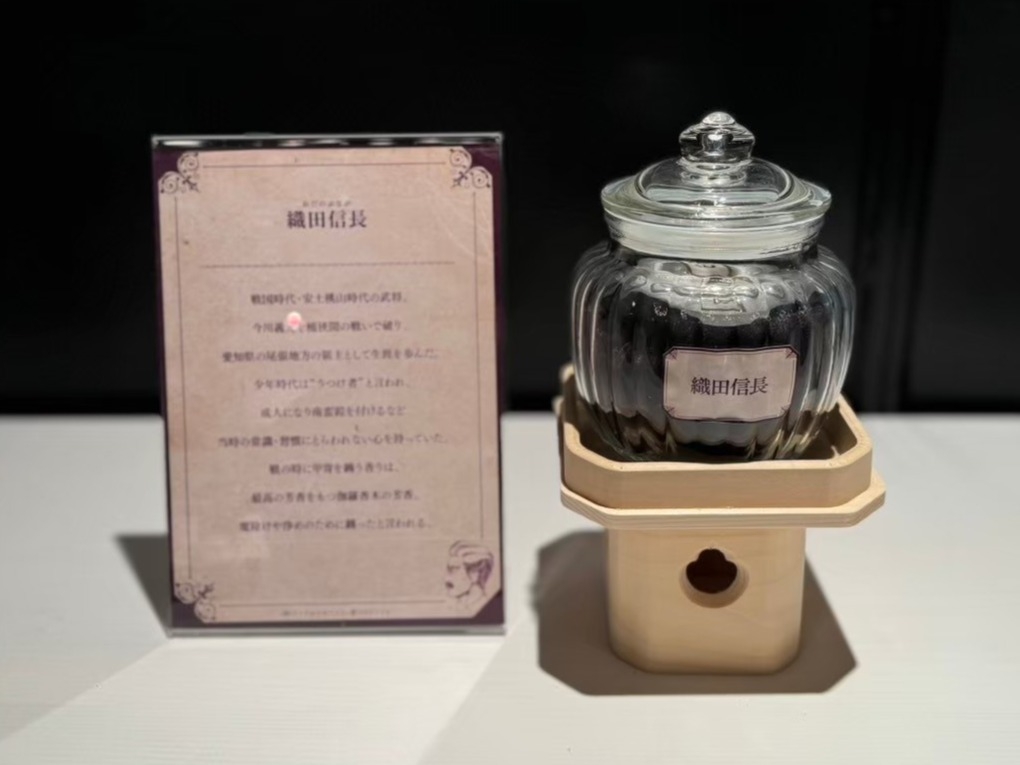 おだのぶなが
織田信長
戦国時代・安土桃山時代の武将。
今川義元を桶狭間の戦いで破り、
愛知県の尾張地方の領主として生涯を歩んだ。
少年時代は“うつけ者”と言われ、
成人になり南蛮鎧を付けるなど
当時の常識・習慣にとらわれない心を持っていた。
戦の時に甲冑を纏う香りは、
最高の芳香をもつ伽羅香木の芳香。
魔除けや浄めのために纏ったと言われる。
織田信長